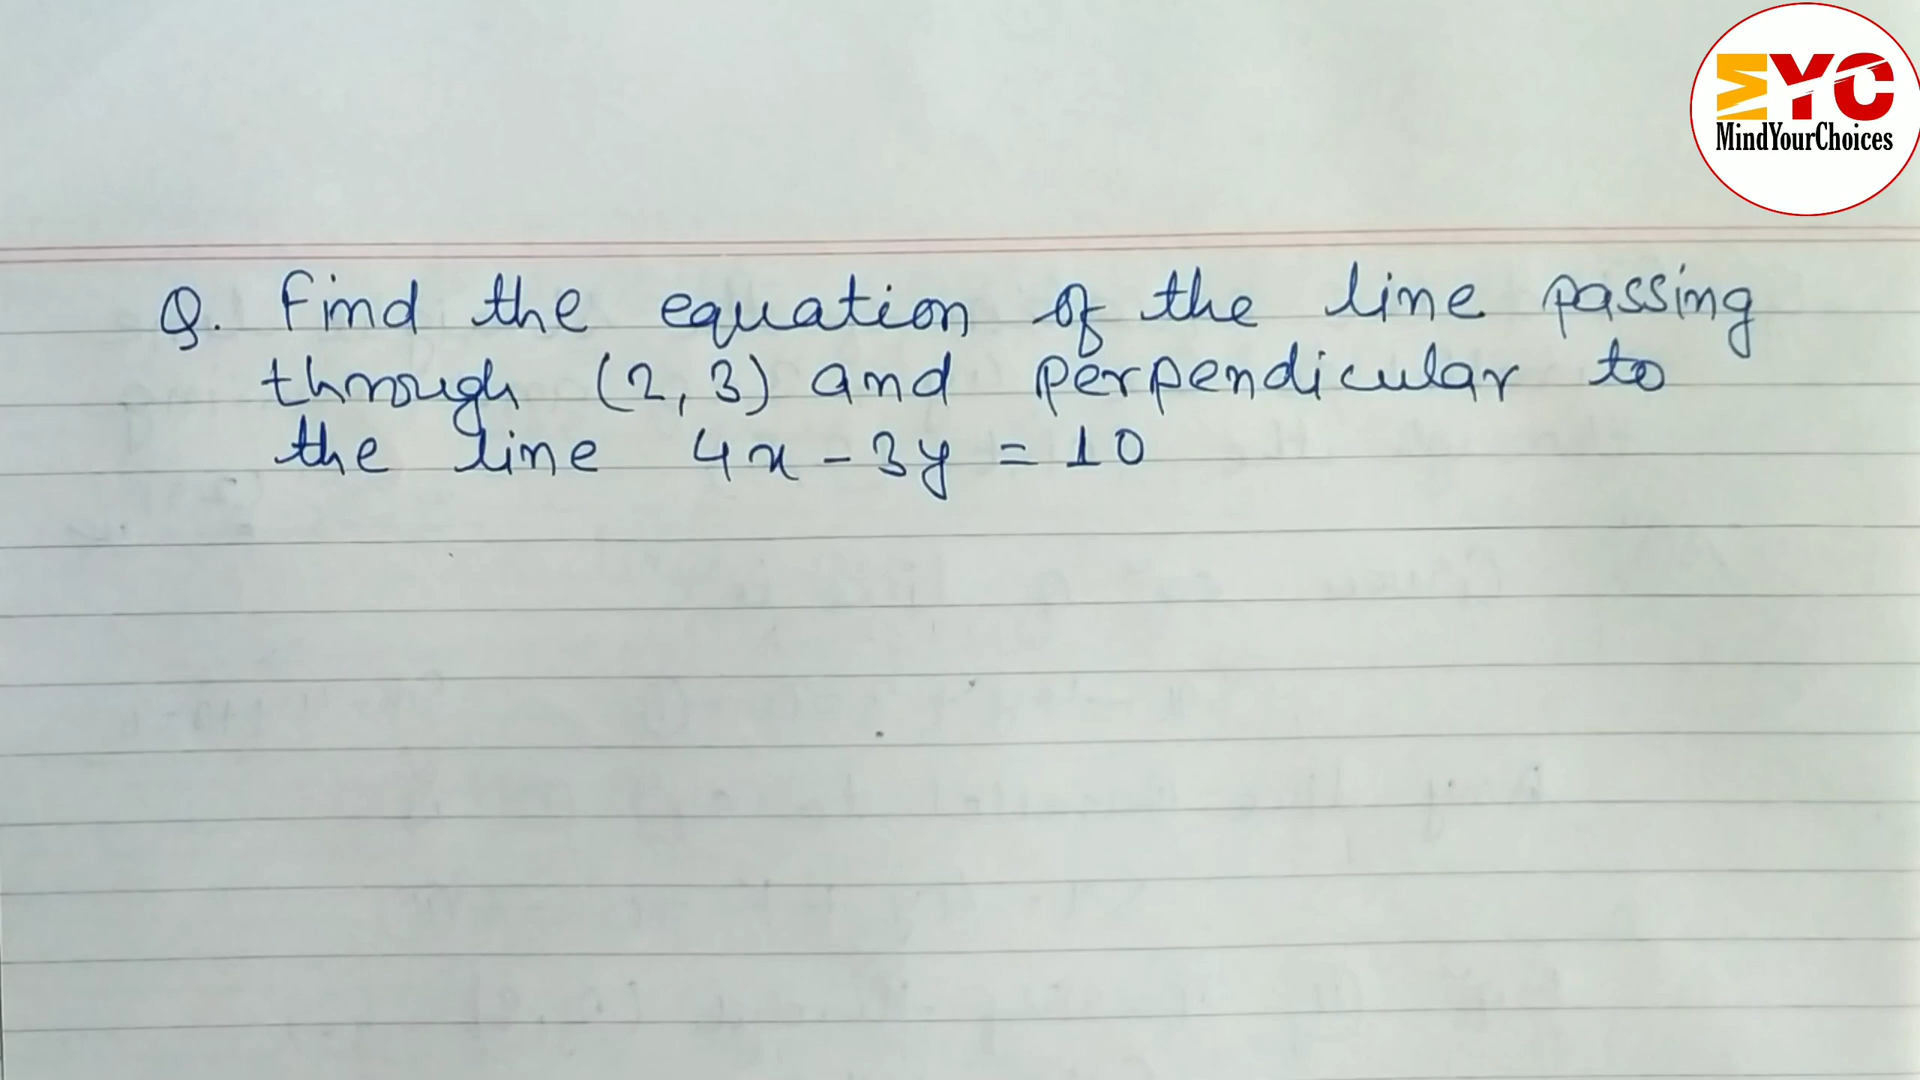 MYC
MindYourChoices
Q. Find the equation of the line passing
through (2, 3) and perpendicular to
the line 4x - 3y = 10